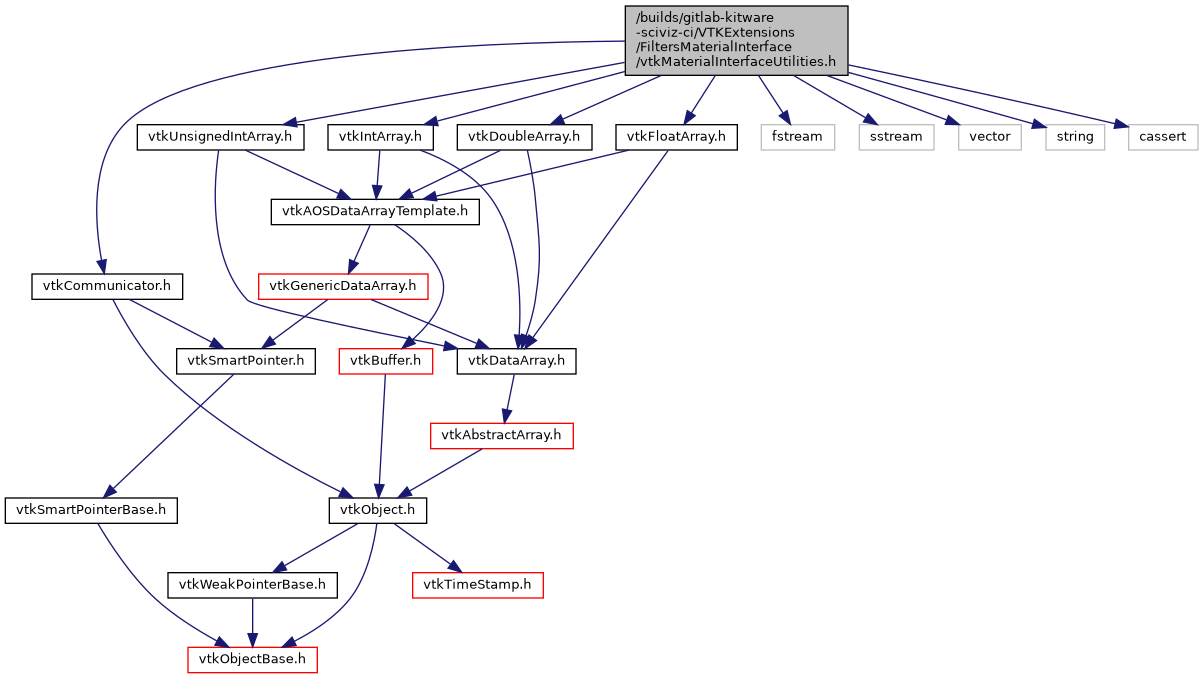 /builds/gitlab-kitware
-sciviz-ci/VTKExtensions
/FiltersMaterialInterface
/vtkMaterialInterfaceUtilities.h
vtkUnsignedIntArray.h
vtkIntArray.h
vtkDoubleArray.h
vtkFloatArray.h
fstream
sstream
vector
string
cassert
vtkAOSDataArrayTemplate.h
vtkCommunicator.h
vtkGenericDataArray.h
vtkSmartPointer.h
vtkBuffer.h
vtkDataArray.h
vtkAbstractArray.h
vtkSmartPointerBase.h
vtkObject.h
vtkWeakPointerBase.h
vtkTimeStamp.h
vtkObjectBase.h